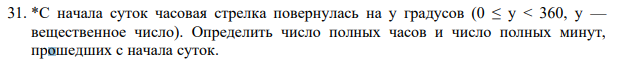 31. *С начала суток часовая стрелка повернулась на y градусов (0 ≤ y < 360, y —
вещественное число). Определить число полных часов и число полных минут,
прошедших с начала суток.